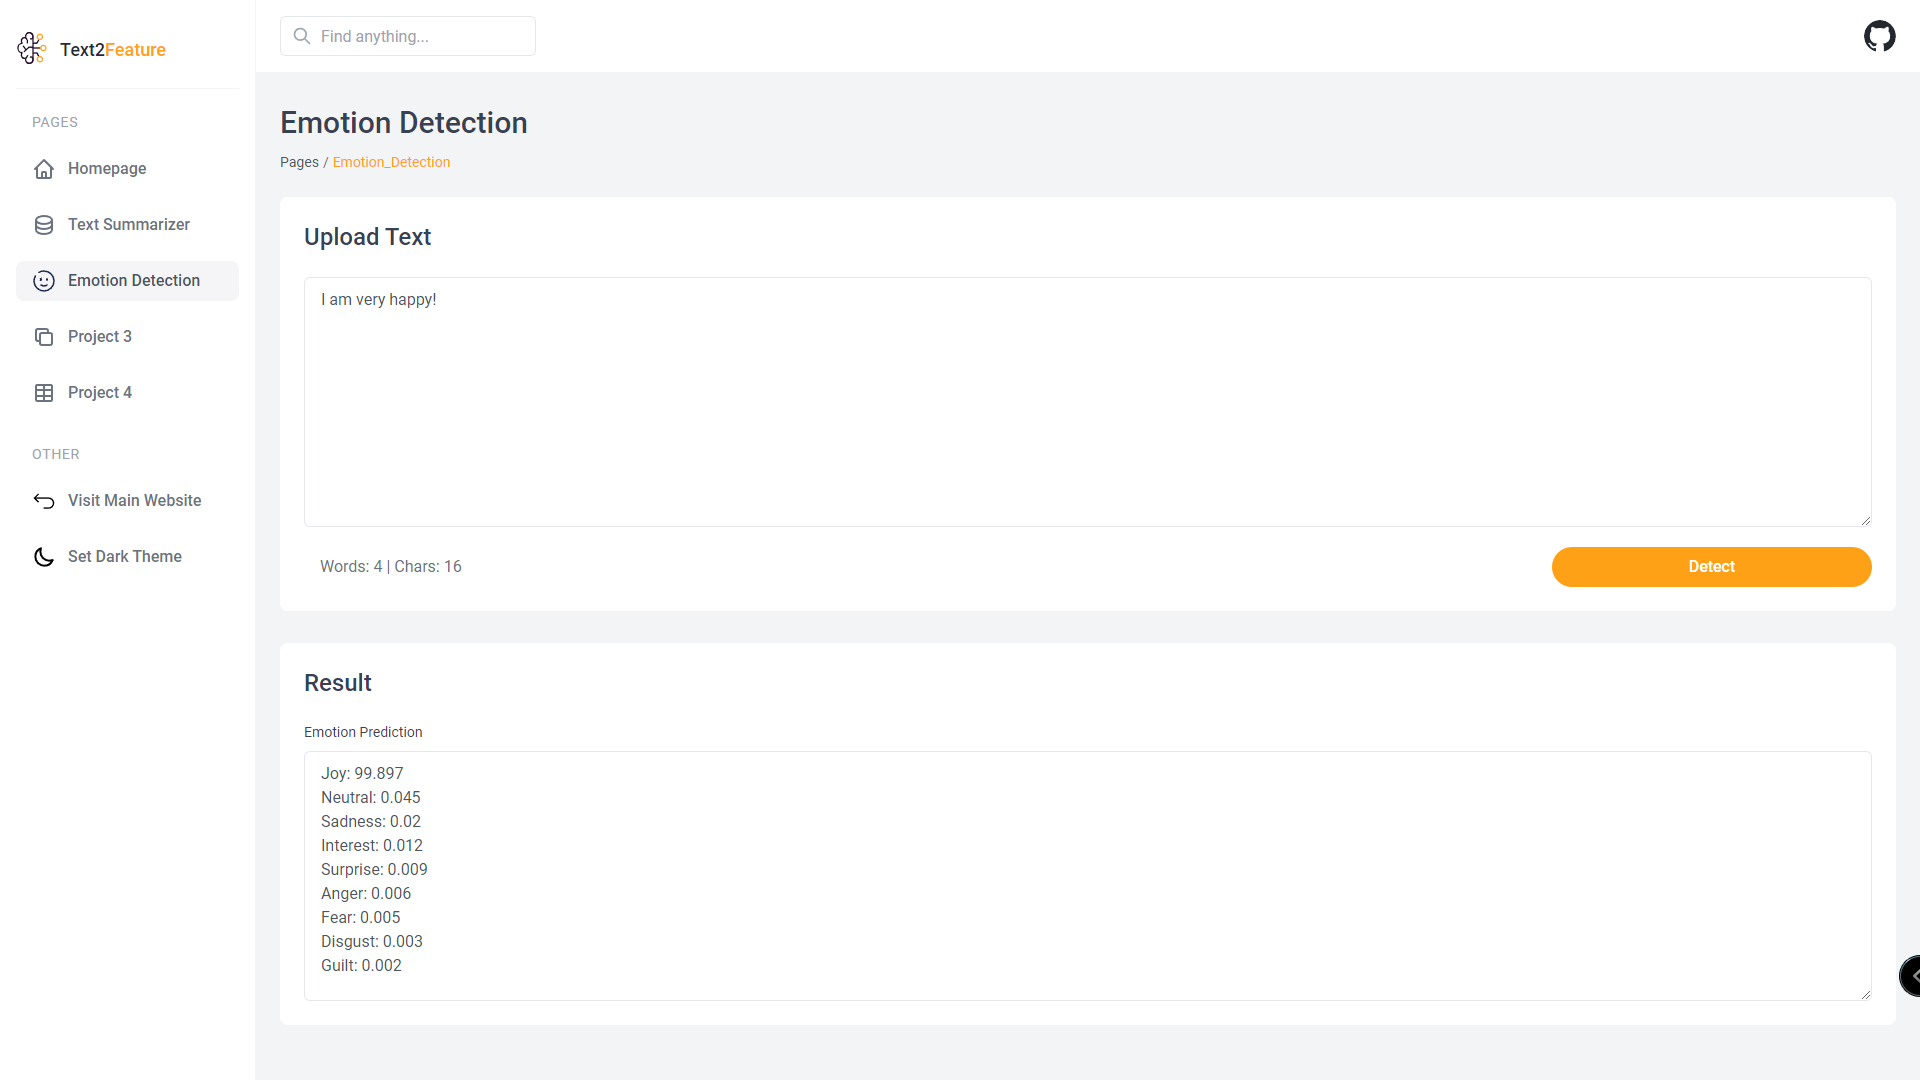 Text2Feature
Find anything...
PAGES
Homepage
Text Summarizer
Emotion Detection
Project 3
Project 4
OTHER
Visit Main Website
Set Dark Theme
Emotion Detection
Pages / Emotion_Detection
Upload Text
I am very happy!
Words: 4 | Chars: 16
Detect
Result
Emotion Prediction
Joy: 99.897
Neutral: 0.045
Sadness: 0.02
Interest: 0.012
Surprise: 0.009
Anger: 0.006
Fear: 0.005
Disgust: 0.003
Guilt: 0.002